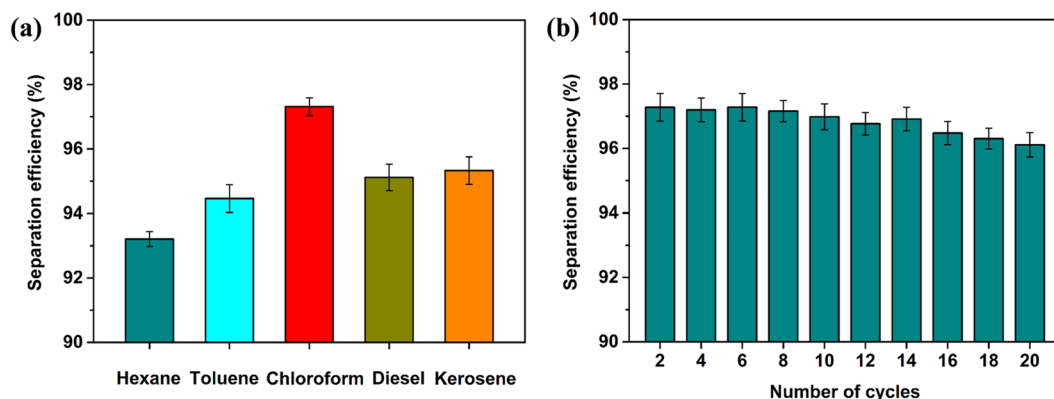 (a)
Separation efficiency (%)
100
98
96
94
92
90
Hexane Toluene Chloroform Diesel Kerosene
(b)
Separation efficiency (%)
100
98
96
94
92
90
2 4 6 8 10 12 14 16 18 20
Number of cycles